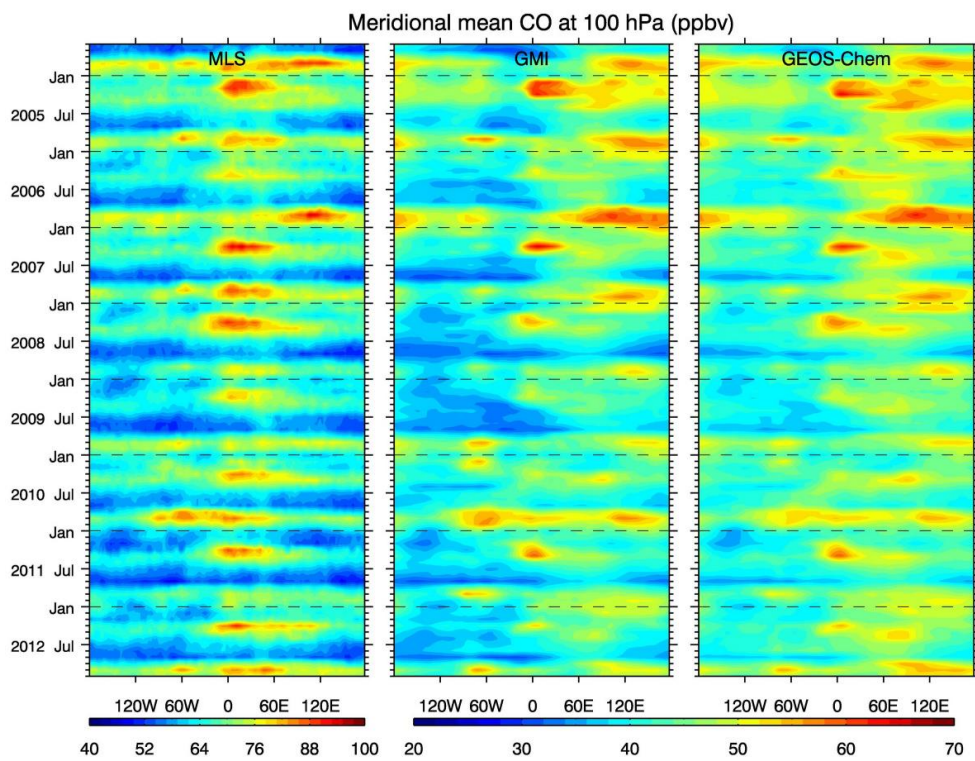 Meridional mean CO at 100 hPa (ppbv)
MLS GMI GEOS-Chem
Jan
2005 Jul
Jan
2006 Jul
Jan
2007 Jul
Jan
2008 Jul
Jan
2009 Jul
Jan
2010 Jul
Jan
2011 Jul
Jan
2012 Jul
120W 60W 0 60E 120E 120W 60W 0 60E 120E 120W 60W 0 60E 120E
40 52 64 76 88 100 20 30 40 50 60 70